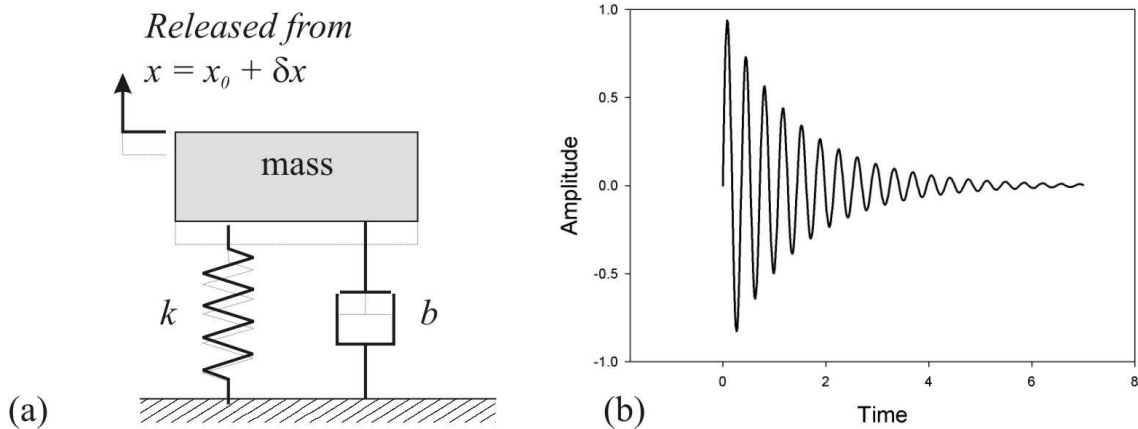 Released from
x = x₀ + δx
mass
k
b
(a)
1.0
0.5
0.0
-0.5
-1.0
Amplitude
0
2
4
6
8
Time
(b)